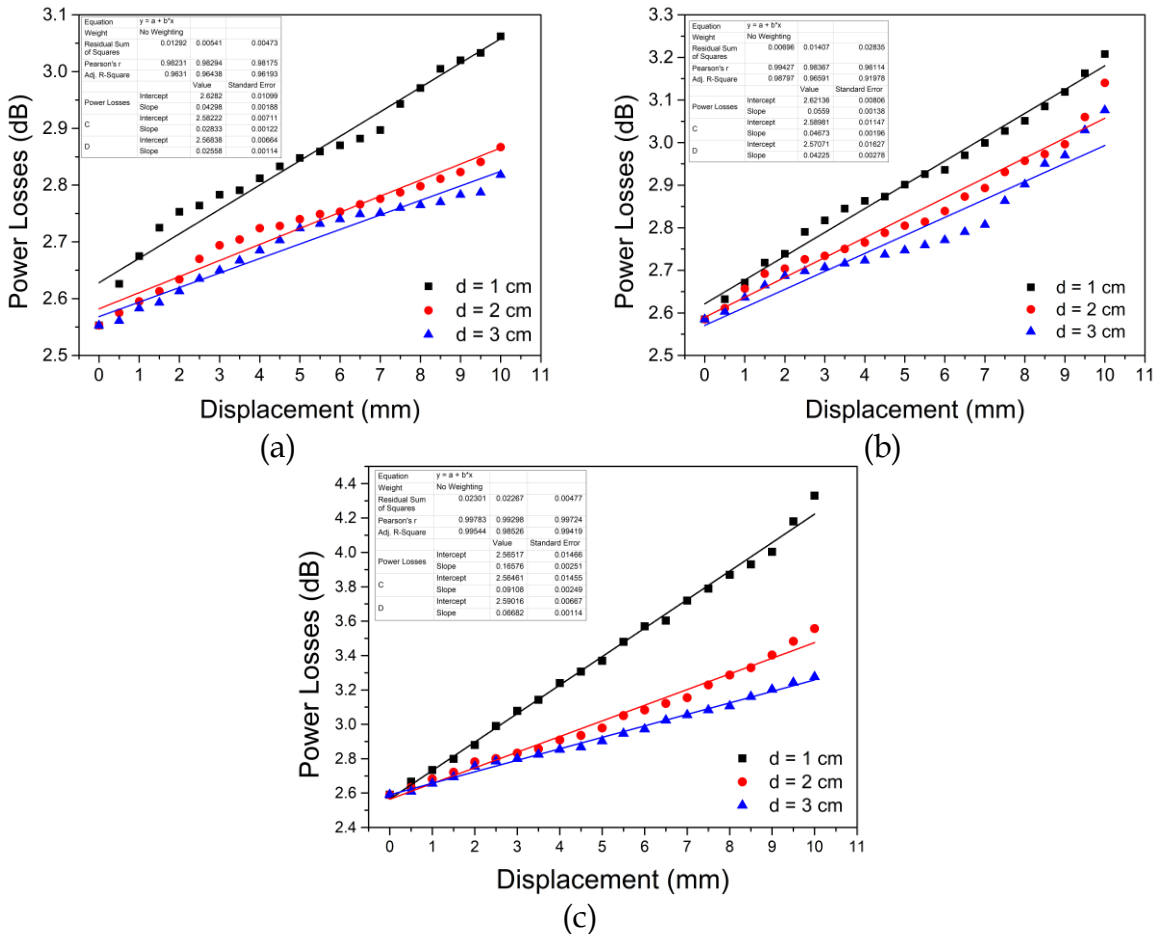 Equation y = a + b*x
Weight No Weighting
Residual Sum of Squares 0.01292 0.00541 0.00473
Pearson's r 0.98231 0.98294 0.98175
Adj. R-Square 0.9631 0.96438 0.96193
Value Standard Error
Power Losses Intercept 2.6282 0.01099
Slope 0.04298 0.00188
C Intercept 2.58222 0.00711
Slope 0.02833 0.00122
D Intercept 2.56838 0.00664
Slope 0.02558 0.00114
3.1
3.0
2.9
2.8
2.7
2.6
2.5
Power Losses (dB)
d = 1 cm
d = 2 cm
d = 3 cm
0 1 2 3 4 5 6 7 8 9 10 11
Displacement (mm)
(a)
Equation y = a + b*x
Weight No Weighting
Residual Sum of Squares 0.00696 0.01407 0.02835
Pearson's r 0.99427 0.98367 0.96114
Adj. R-Square 0.98797 0.96591 0.91978
Value Standard Error
Power Losses Intercept 2.62136 0.00806
Slope 0.0559 0.00138
C Intercept 2.58981 0.01147
Slope 0.04673 0.00196
D Intercept 2.57071 0.01627
Slope 0.04225 0.00278
3.3
3.2
3.1
3.0
2.9
2.8
2.7
2.6
2.5
Power Losses (dB)
d = 1 cm
d = 2 cm
d = 3 cm
0 1 2 3 4 5 6 7 8 9 10 11
Displacement (mm)
(b)
Equation y = a + b*x
Weight No Weighting
Residual Sum of Squares 0.02301 0.02267 0.00477
Pearson's r 0.99783 0.99298 0.99724
Adj. R-Square 0.99544 0.98526 0.99419
Value Standard Error
Power Losses Intercept 2.56517 0.01466
Slope 0.16576 0.00251
C Intercept 2.56461 0.01455
Slope 0.09108 0.00249
D Intercept 2.59016 0.00667
Slope 0.06682 0.00114
4.4
4.2
4.0
3.8
3.6
3.4
3.2
3.0
2.8
2.6
2.4
Power Losses (dB)
d = 1 cm
d = 2 cm
d = 3 cm
0 1 2 3 4 5 6 7 8 9 10 11
Displacement (mm)
(c)